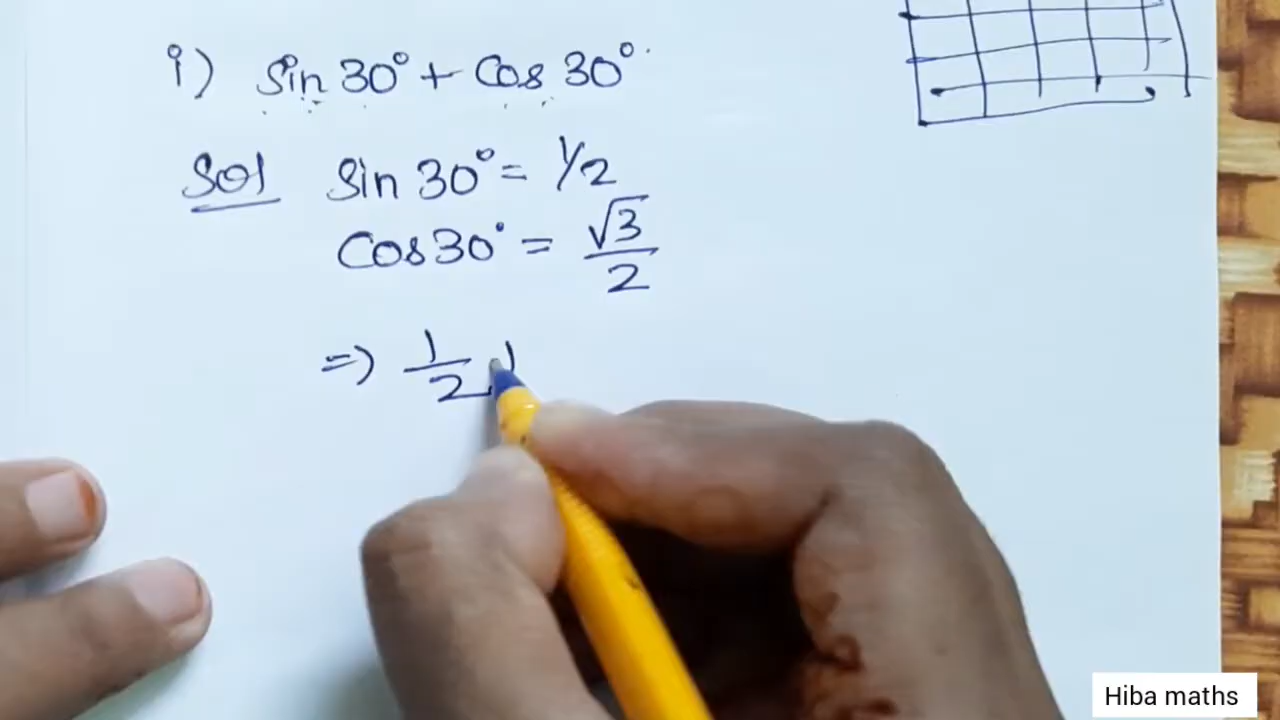 i) Sin 30° + Cos 30°
Sol Sin 30° = 1/2
Cos 30° = √3/2
=) 1/2
Hiba maths